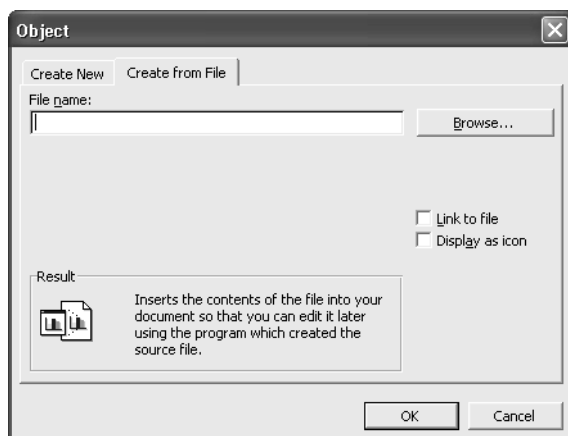 Object
Create New
Create from File
File name:
Browse...
Link to file
Display as icon
Result
Inserts the contents of the file into your
document so that you can edit it later
using the program which created the
source file.
OK
Cancel